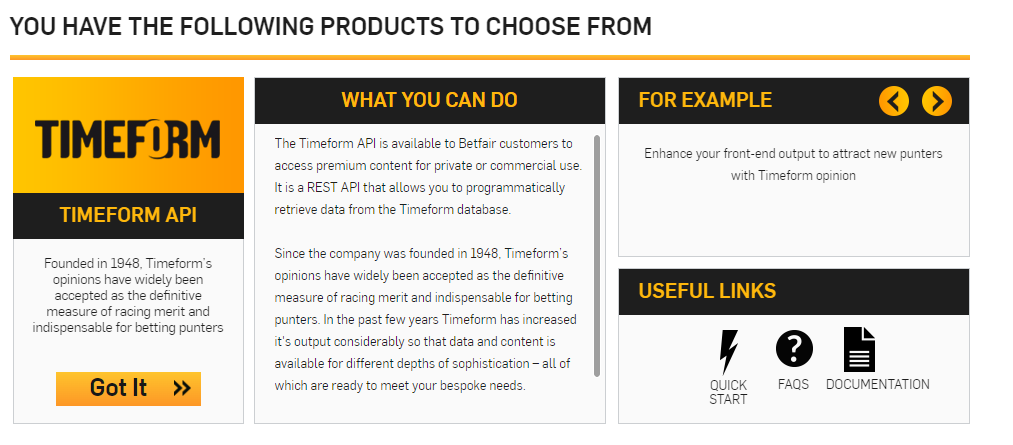 YOU HAVE THE FOLLOWING PRODUCTS TO CHOOSE FROM
TIMEFORM
TIMEFORM API
Founded in 1948, Timeform's
opinions have widely been
accepted as the definitive
measure of racing merit and
indispensable for betting punters
Got It »
WHAT YOU CAN DO
The Timeform API is available to Betfair customers to
access premium content for private or commercial use.
It is a REST API that allows you to programmatically
retrieve data from the Timeform database.
Since the company was founded in 1948, Timeform's
opinions have widely been accepted as the definitive
measure of racing merit and indispensable for betting
punters. In the past few years Timeform has increased
it's output considerably so that data and content is
available for different depths of sophistication – all of
which are ready to meet your bespoke needs.
FOR EXAMPLE
Enhance your front-end output to attract new punters
with Timeform opinion
USEFUL LINKS
QUICK
START
FAQS
DOCUMENTATION